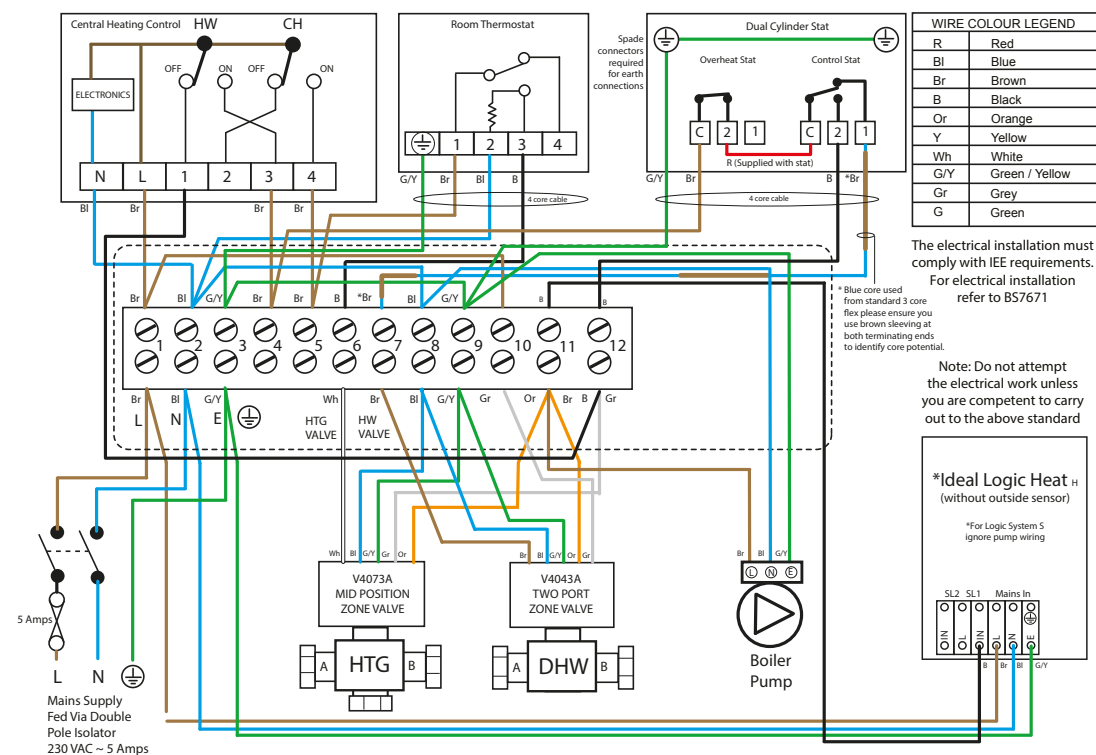 Central Heating Control
HW
CH
OFF
ON
OFF
ON
ELECTRONICS
N
L
1
2
3
4
Bl
Br
Br
Br
Room Thermostat
1
2
3
4
G/Y
Br
Bl
B
4 core cable
Spade
connectors
required
for earth
connections
Dual Cylinder Stat
Overheat Stat
Control Stat
C
2
1
C
2
1
R (Supplied with stat)
G/Y
Br
B
*Br
4 core cable
WIRE COLOUR LEGEND
R Red
Bl Blue
Br Brown
B Black
Or Orange
Y Yellow
Wh White
G/Y Green / Yellow
Gr Grey
G Green
The electrical installation must
comply with IEE requirements.
For electrical installation
refer to BS7671
* Blue core used
from standard 3 core
flex please ensure you
use brown sleeving at
both terminating ends
to identify core potential.
Note: Do not attempt
the electrical work unless
you are competent to carry
out to the above standard
Br
Bl
G/Y
Br
Br
B
*Br
Bl
G/Y
B
B
1
2
3
4
5
6
7
8
9
10
11
12
Br
Bl
G/Y
Wh
Br
Bl
G/Y
Gr
Or
Br
B
Gr
L
N
E
HTG
VALVE
HW
VALVE
*Ideal Logic Heat H
(without outside sensor)
*For Logic System S
ignore pump wiring
SL2
SL1
Mains In
IN
L
IN
L
N
E
B
Br
Bl
G/Y
Wh
Bl
G/Y
Gr
Or
V4073A
MID POSITION
ZONE VALVE
A
HTG
B
Br
Bl
G/Y
Or
Gr
V4043A
TWO PORT
ZONE VALVE
A
DHW
B
Br
Bl
G/Y
L
N
E
Boiler
Pump
5 Amps
L
N
Mains Supply
Fed Via Double
Pole Isolator
230 VAC ~ 5 Amps